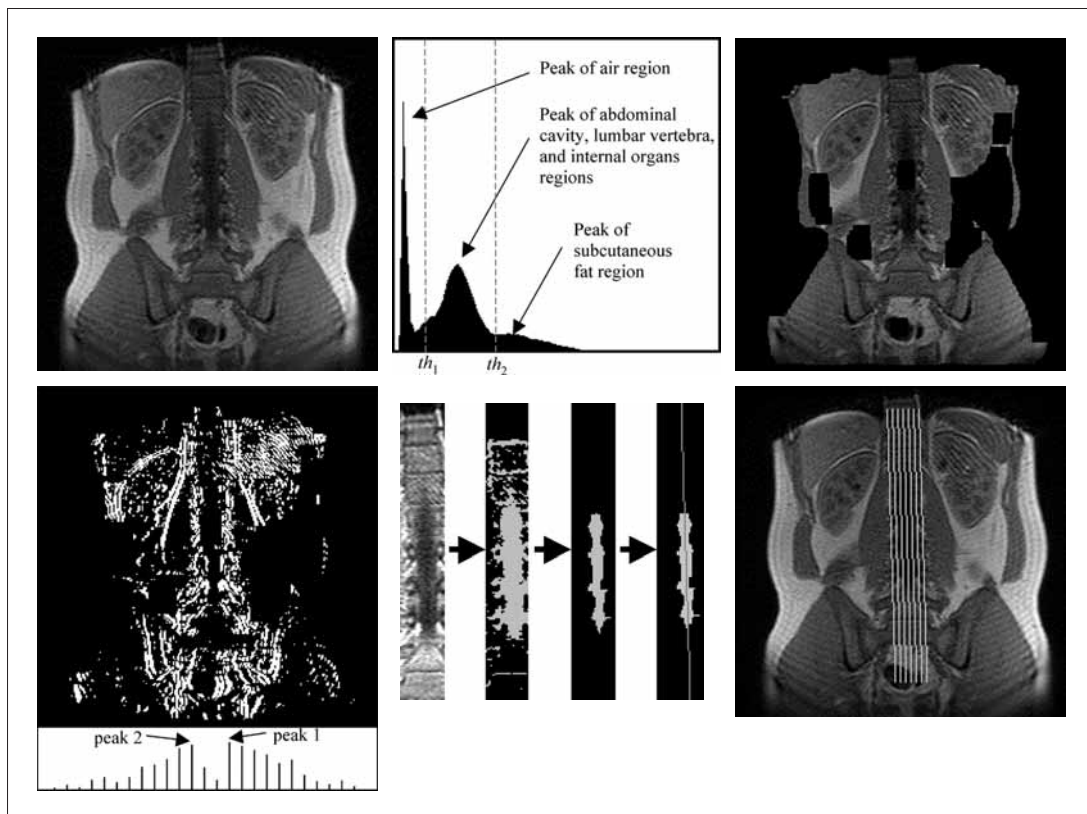 Peak of air region
Peak of abdominal
cavity, lumbar vertebra,
and internal organs
regions
Peak of
subcutaneous
fat region
th1
th2
peak 2
peak 1